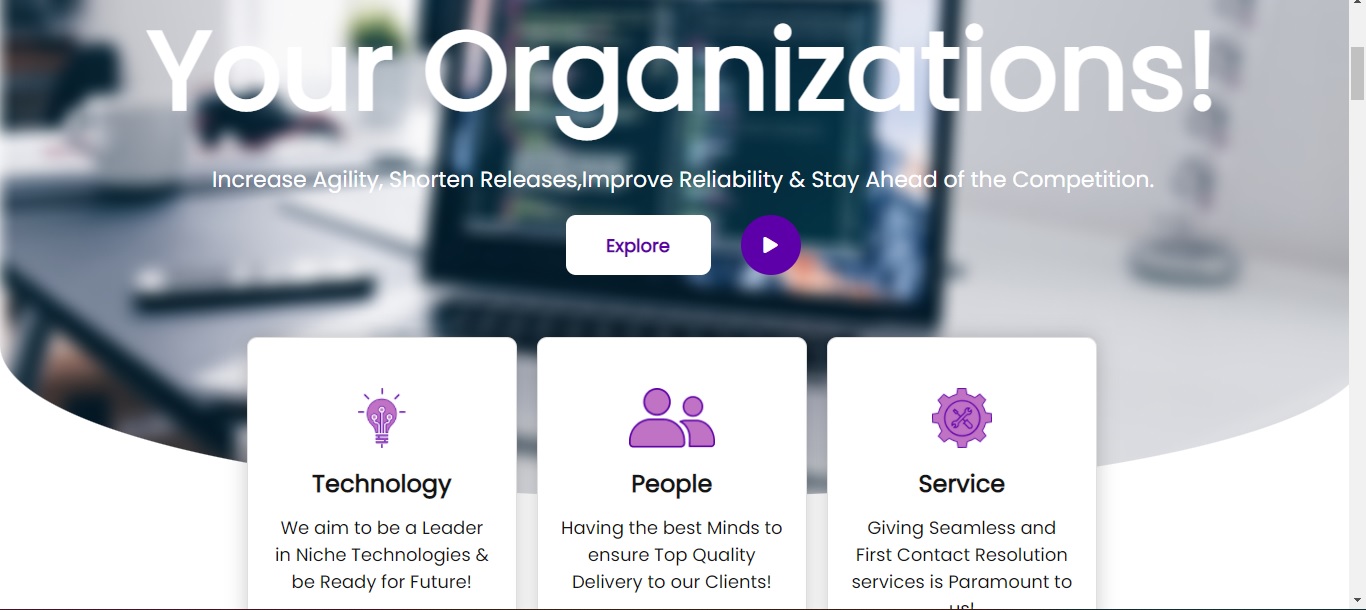 Your Organizations!
Increase Agility, Shorten Releases,Improve Reliability & Stay Ahead of the Competition.
Explore
Technology
We aim to be a Leader
in Niche Technologies &
be Ready for Future!
People
Having the best Minds to
ensure Top Quality
Delivery to our Clients!
Service
Giving Seamless and
First Contact Resolution
services is Paramount to
us!